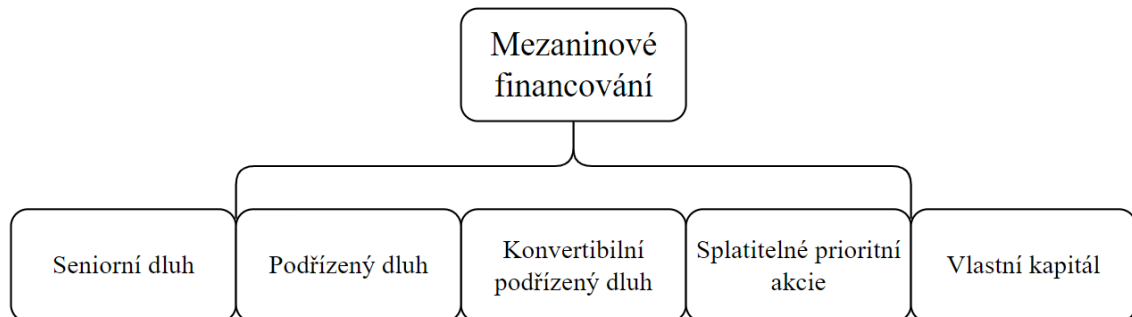 Mezaninové
financování
Seniorní dluh
Podřízený dluh
Konvertibilní
podřízený dluh
Splatitelné prioritní
akcie
Vlastní kapitál